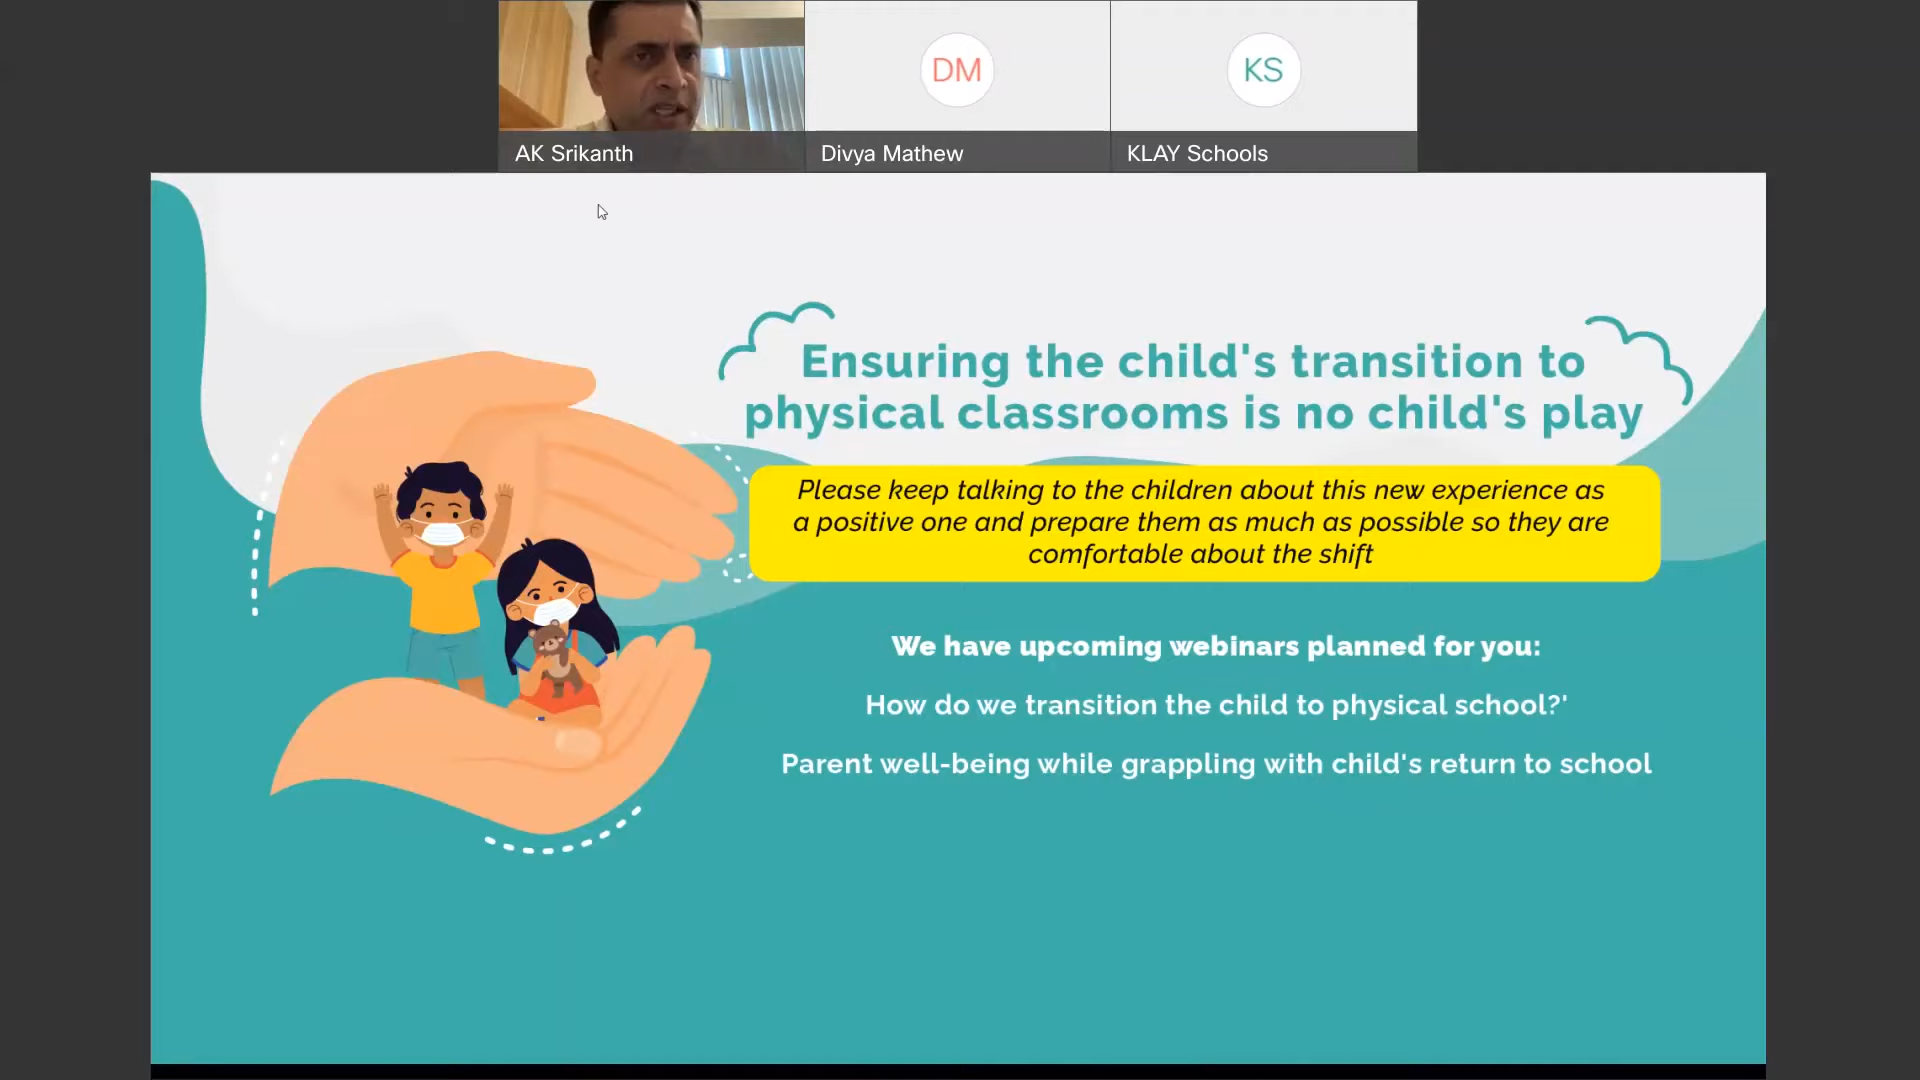 DM
KS
AK Srikanth
Divya Mathew
KLAY Schools
Ensuring the child's transition to
physical classrooms is no child's play
Please keep talking to the children about this new experience as
a positive one and prepare them as much as possible so they are
comfortable about the shift
We have upcoming webinars planned for you:
How do we transition the child to physical school?'
Parent well-being while grappling with child's return to school